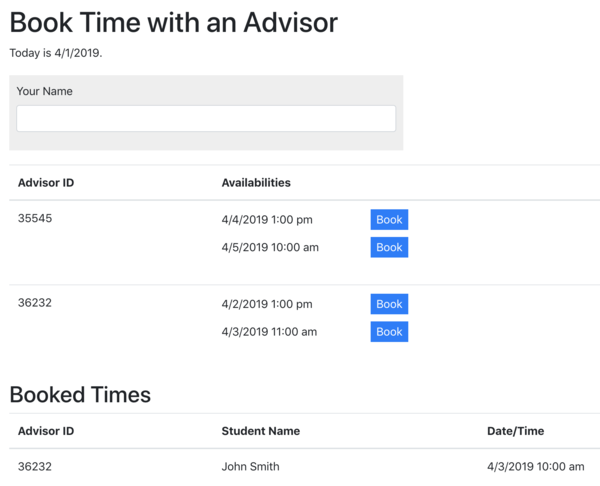 Book Time with an Advisor
Today is 4/1/2019.
Your Name
Advisor ID Availabilities
35545 4/4/2019 1:00 pm Book
4/5/2019 10:00 am Book
36232 4/2/2019 1:00 pm Book
4/3/2019 11:00 am Book
Booked Times
Advisor ID Student Name Date/Time
36232 John Smith 4/3/2019 10:00 am